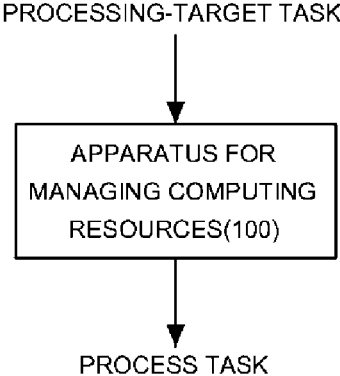 PROCESSING-TARGET TASK
APPARATUS FOR
MANAGING COMPUTING
RESOURCES(100)
PROCESS TASK